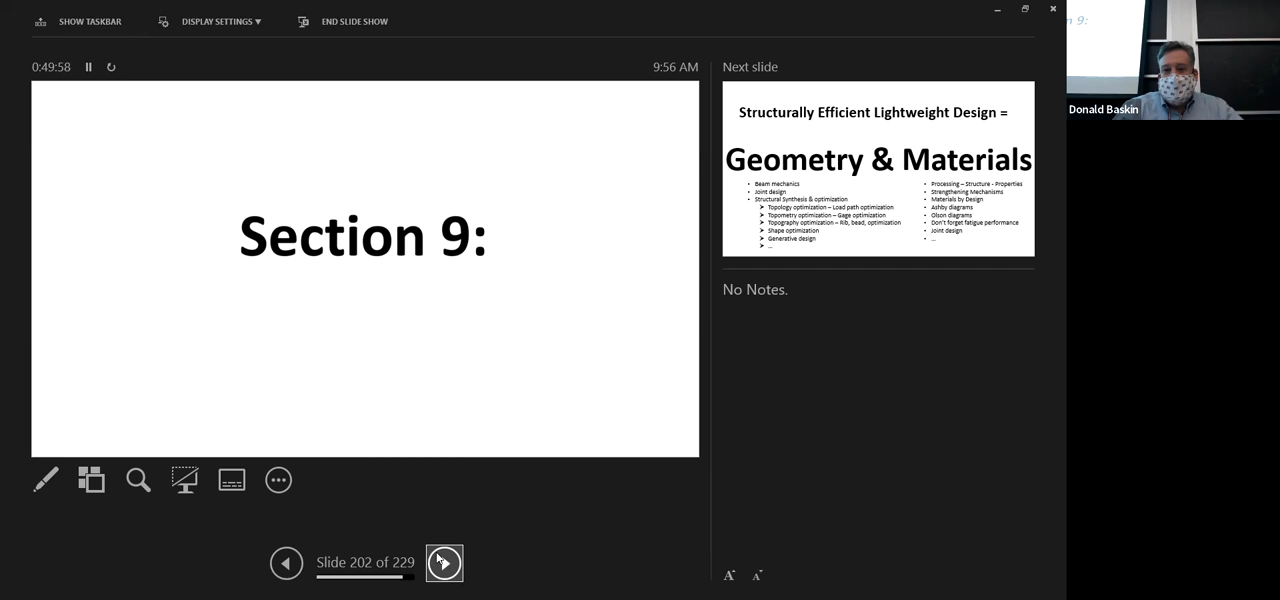 SHOW TASKBAR
DISPLAY SETTINGS ▼
END SLIDE SHOW
0:49:58
9:56 AM
Section 9:
Slide 202 of 229
Next slide
Structurally Efficient Lightweight Design =
Geometry & Materials
• Beam mechanics
• Joint design
• Structural Synthesis & optimization
➤ Topology optimization – Load path optimization
➤ Topometry optimization – Gage optimization
➤ Topography optimization – Rib, bead, optimization
➤ Shape optimization
➤ Generative design
➤ ...
• Processing – Structure - Properties
• Strengthening Mechanisms
• Materials by Design
• Ashby diagrams
• Olson diagrams
• Don't forget fatigue performance
• Joint design
• ...
No Notes.
A A
n 9:
Donald Baskin